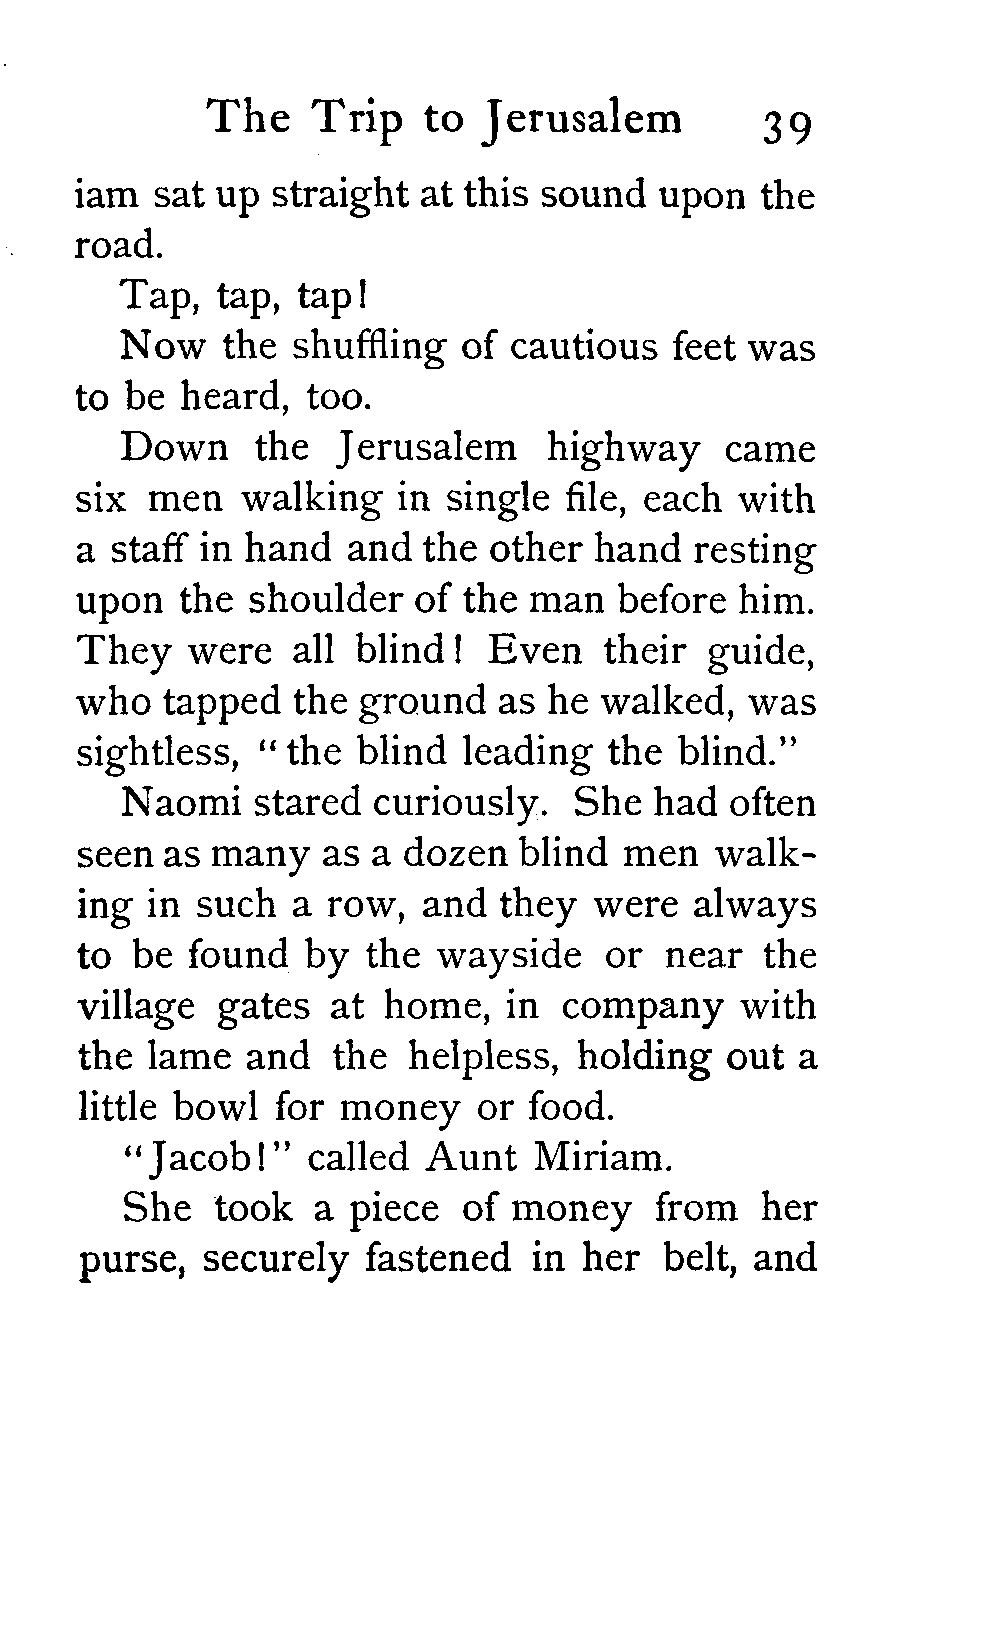 The Trip to Jerusalem 39
iam sat up straight at this sound upon the
road.
Tap, tap, tap!
Now the shuffling of cautious feet was
to be heard, too.
Down the Jerusalem highway came
six men walking in single file, each with
a staff in hand and the other hand resting
upon the shoulder of the man before him.
They were all blind! Even their guide,
who tapped the ground as he walked, was
sightless, "the blind leading the blind."
Naomi stared curiously. She had often
seen as many as a dozen blind men walk-
ing in such a row, and they were always
to be found by the wayside or near the
village gates at home, in company with
the lame and the helpless, holding out a
little bowl for money or food.
"Jacob!" called Aunt Miriam.
She took a piece of money from her
purse, securely fastened in her belt, and